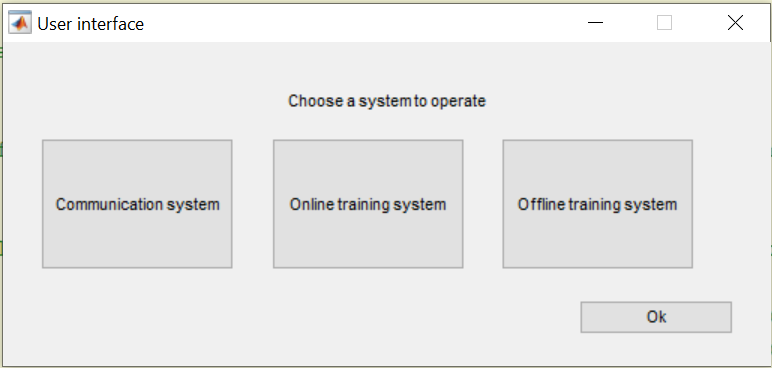 User interface
Choose a system to operate
Communication system
Online training system
Offline training system
Ok